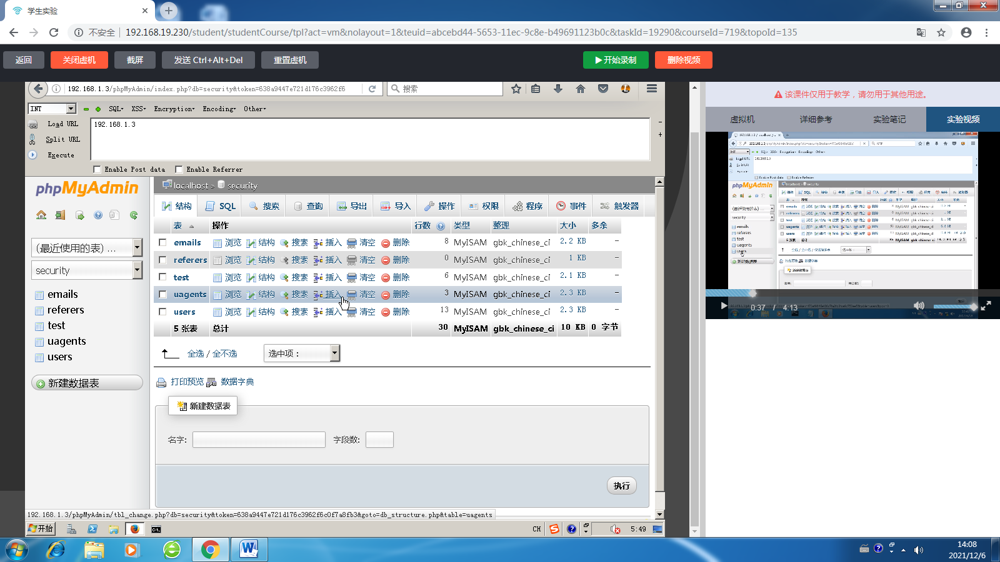 学生实验
不安全 192.168.19.230/student/studentCourse/tpl?act=vm&nolayout=1&teuid=abcebd44-5653-11ec-9c8e-b49691123b0c&taskId=19290&courseId=719&topoId=135
返回 关闭虚机 截屏 发送 Ctrl+Alt+Del 重置虚机 开始录制 删除视频
192.168.1.3/phpMyAdmin/index.php?db=security&token=638a9447e721d176c3962f6 搜索
INT SQL XSS Encryption Encoding Other
Load URL 192.168.1.3
Split URL
Execute
Enable Post data Enable Referrer
phpMyAdmin
(最近使用的表) ...
security
emails
referers
test
uagents
users
新建数据表
localhost » security
结构 SQL 搜索 查询 导出 导入 操作 权限 程序 事件 触发器
表 操作 行数 类型 整理 大小 多余
emails 浏览 结构 搜索 插入 清空 删除 8 MyISAM gbk_chinese_ci 2.2 KB -
referers 浏览 结构 搜索 插入 清空 删除 0 MyISAM gbk_chinese_ci 1 KB -
test 浏览 结构 搜索 插入 清空 删除 6 MyISAM gbk_chinese_ci 2.1 KB -
uagents 浏览 结构 搜索 插入 清空 删除 3 MyISAM gbk_chinese_ci 2.3 KB -
users 浏览 结构 搜索 插入 清空 删除 13 MyISAM gbk_chinese_ci 2.3 KB -
5 张表 总计 30 MyISAM gbk_chinese_ci 10 KB 0 字节
全选 / 全不选 选中项：
打印预览 数据字典
新建数据表
名字: 字段数:
执行
192.168.1.3/phpMyAdmin/tbl_change.php?db=security&token=638a9447e721d176c3962f6c0f7a8fb3&goto=db_structure.php&table=uagents
开始 CH 5:49
该课件仅用于教学，请勿用于其他用途。
虚拟机 详细参考 实验笔记 实验视频
phpMyAdmin
security
emails
referers
test
uagents
0:37 / 4:13
14:08
2021/12/6